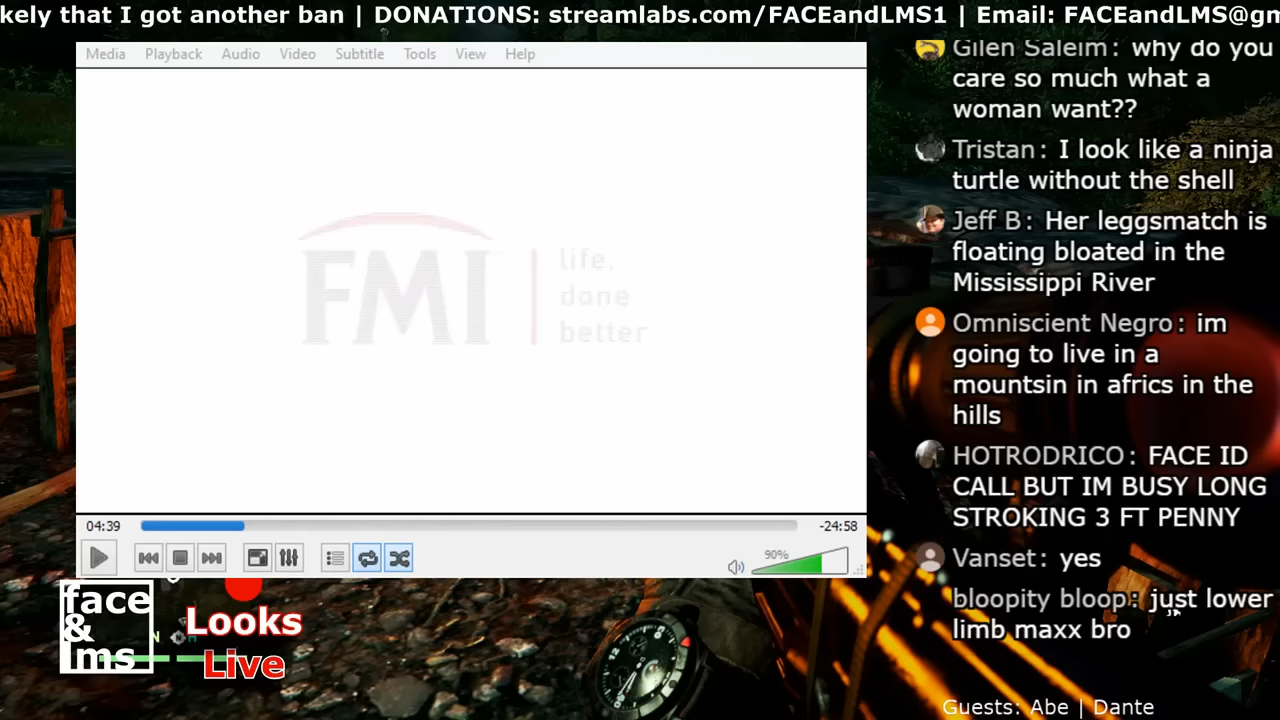 kely that I got another ban | DONATIONS: streamlabs.com/FACEandLMS1 | Email: FACEandLMS@gm
Media Playback Audio Video Subtitle Tools View Help
FMI
life.
done
better
04:39
-24:58
90%
face
&
lms
Looks
Live
Gilen Saleim: why do you
care so much what a
woman want??
Tristan: I look like a ninja
turtle without the shell
Jeff B: Her leggsmatch is
floating bloated in the
Mississippi River
Omniscient Negro: im
going to live in a
mountsin in africs in the
hills
HOTRODRICO: FACE ID
CALL BUT IM BUSY LONG
STROKING 3 FT PENNY
Vanset: yes
bloopity bloop: just lower
limb maxx bro
Guests: Abe | Dante